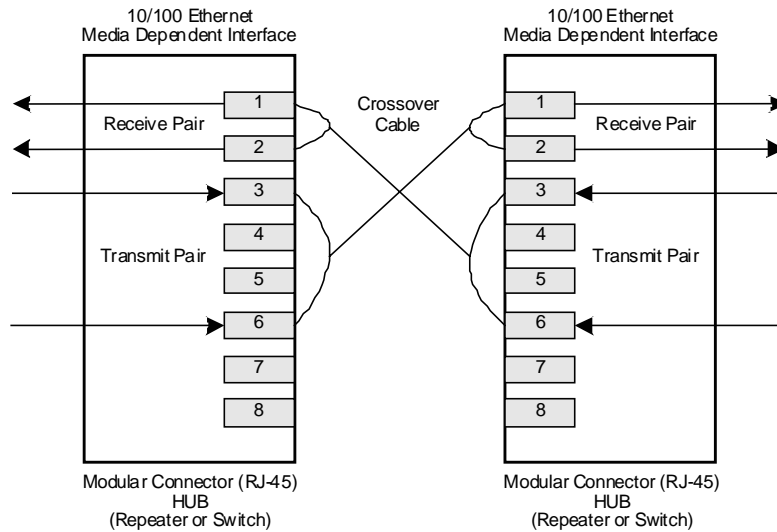 10/100 Ethernet
Media Dependent Interface
10/100 Ethernet
Media Dependent Interface
1
Receive Pair
2
3
4
Transmit Pair
5
6
7
8
Crossover
Cable
1
Receive Pair
2
3
4
Transmit Pair
5
6
7
8
Modular Connector (RJ-45)
HUB
(Repeater or Switch)
Modular Connector (RJ-45)
HUB
(Repeater or Switch)